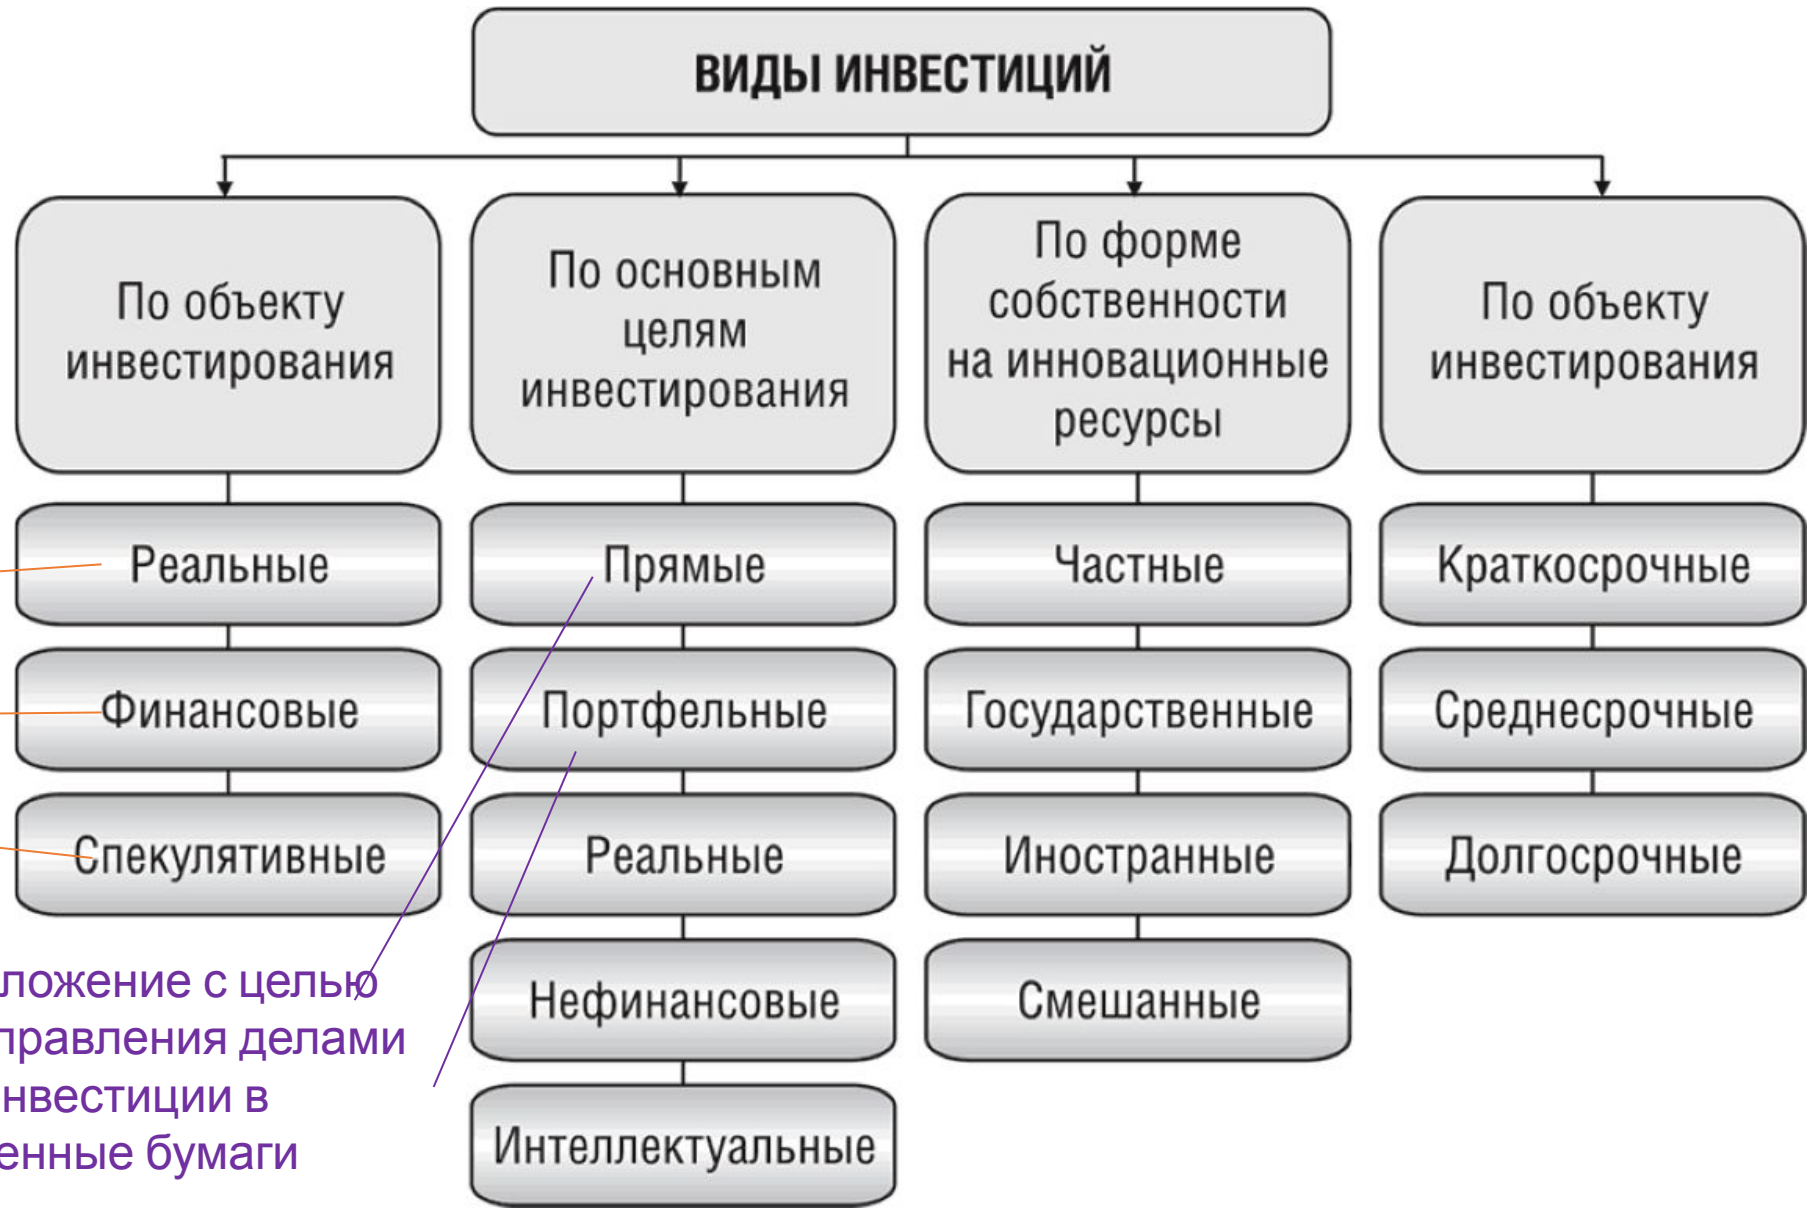 ВИДЫ ИНВЕСТИЦИЙ
По объекту
инвестирования
Реальные
Финансовые
Спекулятивные
По основным
целям
инвестирования
Прямые
Портфельные
Реальные
Нефинансовые
Интеллектуальные
По форме
собственности
на инновационные
ресурсы
Частные
Государственные
Иностранные
Смешанные
По объекту
инвестирования
Краткосрочные
Среднесрочные
Долгосрочные
ложение с целью
правления делами
нвестиции в
енные бумаги